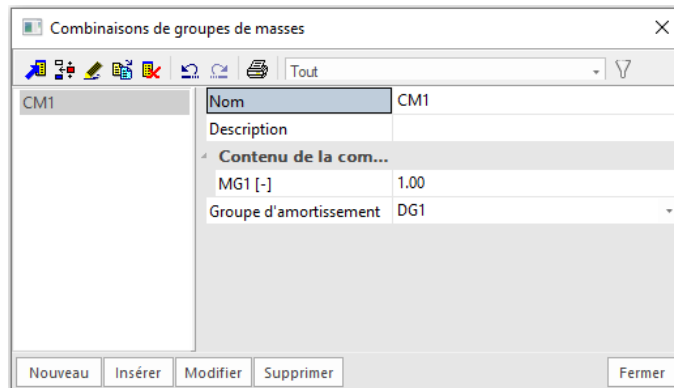 Combinaisons de groupes de masses
Tout
CM1
Nom CM1
Description
Contenu de la com...
MG1 [-] 1.00
Groupe d'amortissement DG1
Nouveau Insérer Modifier Supprimer Fermer